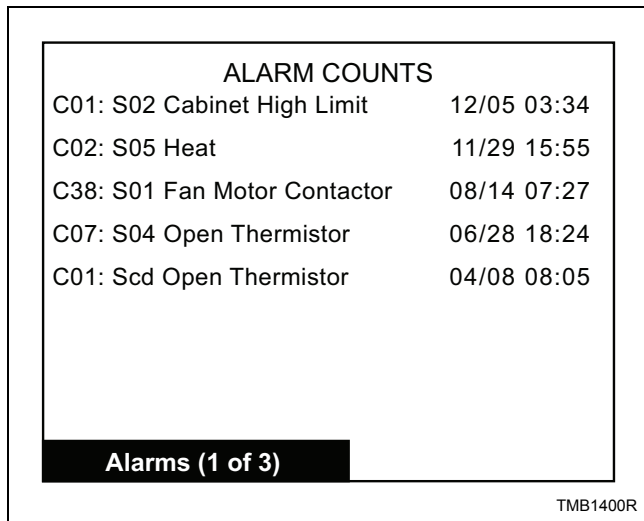 ALARM COUNTS
C01: S02 Cabinet High Limit 12/05 03:34
C02: S05 Heat 11/29 15:55
C38: S01 Fan Motor Contactor 08/14 07:27
C07: S04 Open Thermistor 06/28 18:24
C01: Scd Open Thermistor 04/08 08:05
Alarms (1 of 3)
TMB1400R